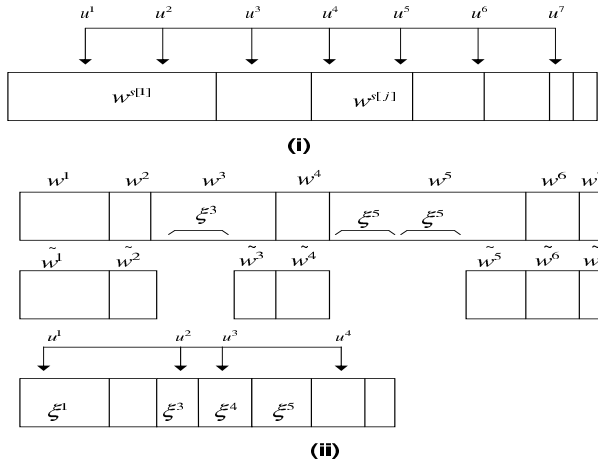 u¹ u² u³ u⁴ u⁵ u⁶ u⁷
w^{s[1]} w^{s[j]}
(i)
w¹ w² w³ w⁴ w⁵ w⁶
ξ³ ξ⁵ ξ⁵
w̃¹ w̃² w̃³ w̃⁴ w̃⁵ w̃⁶
u¹ u² u³ u⁴
ξ¹ ξ³ ξ⁴ ξ⁵
(ii)